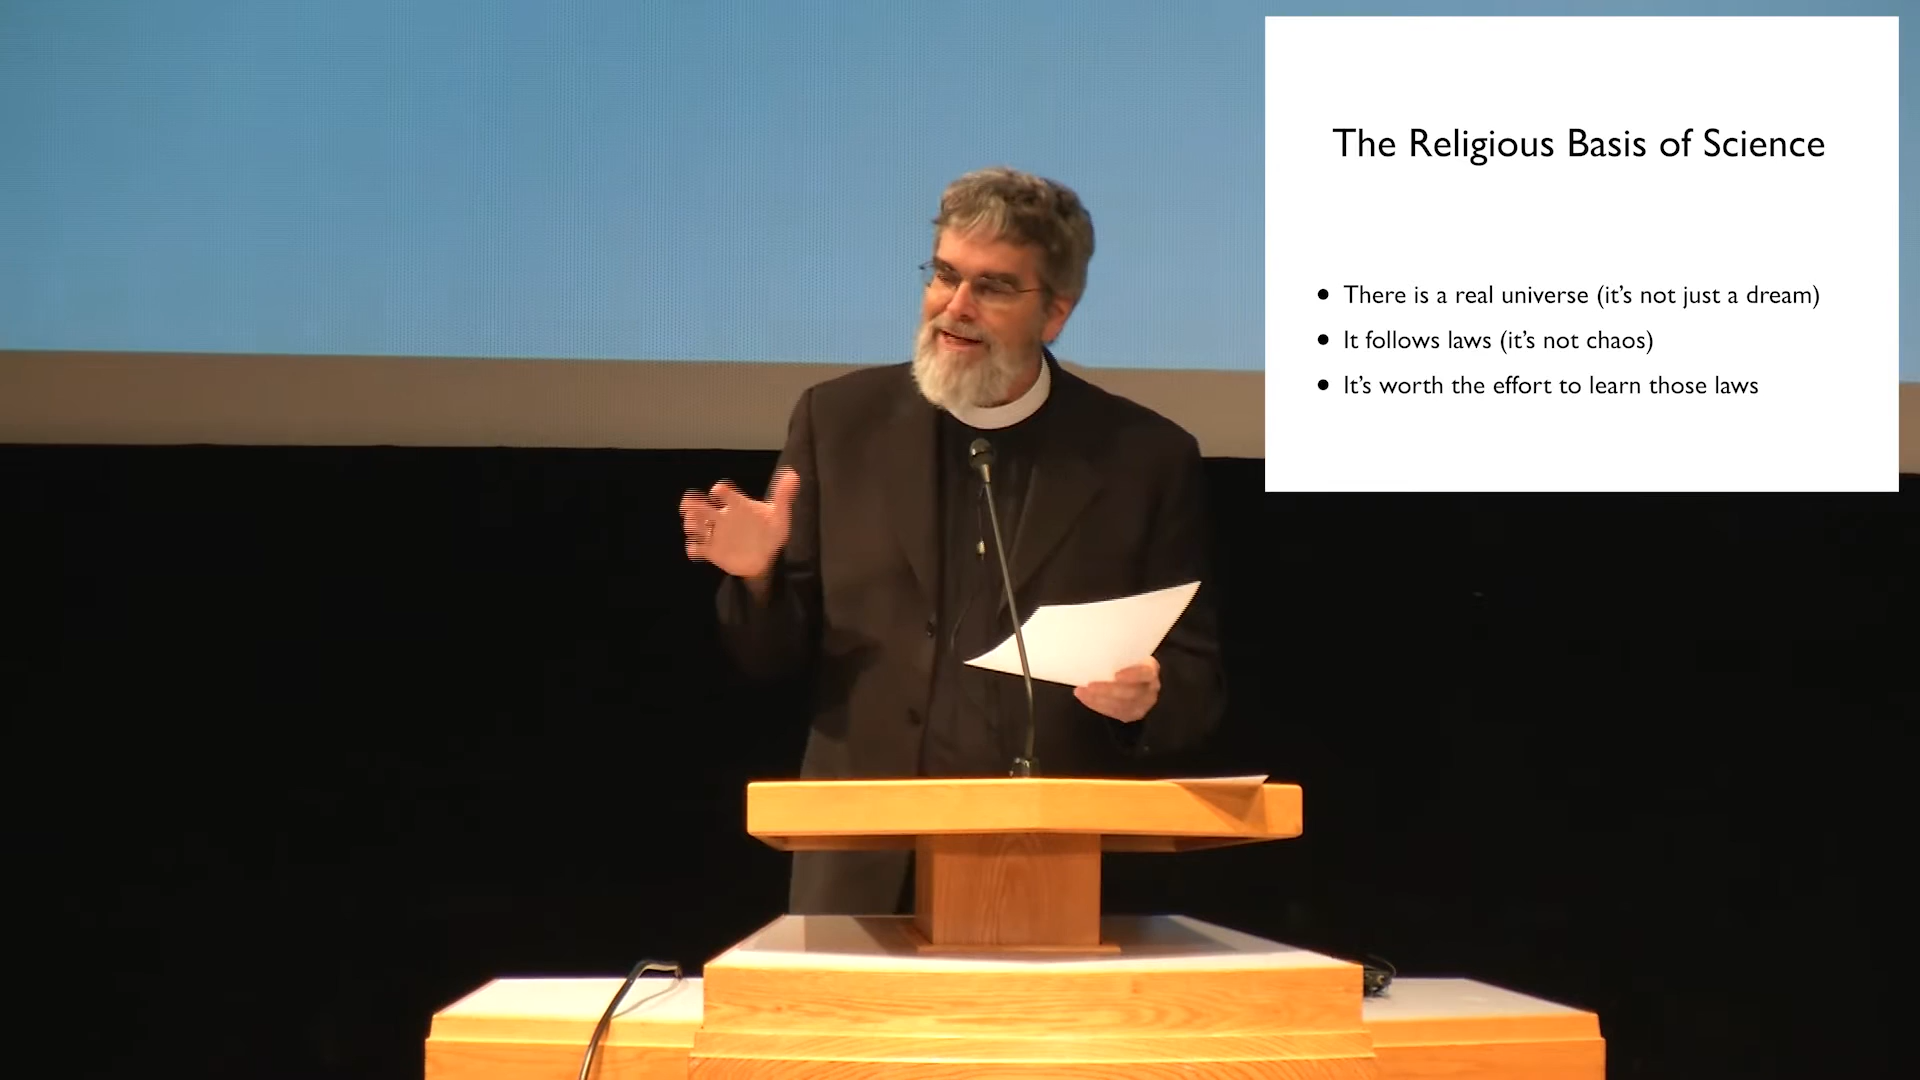 The Religious Basis of Science
• There is a real universe (it's not just a dream)
• It follows laws (it's not chaos)
• It's worth the effort to learn those laws